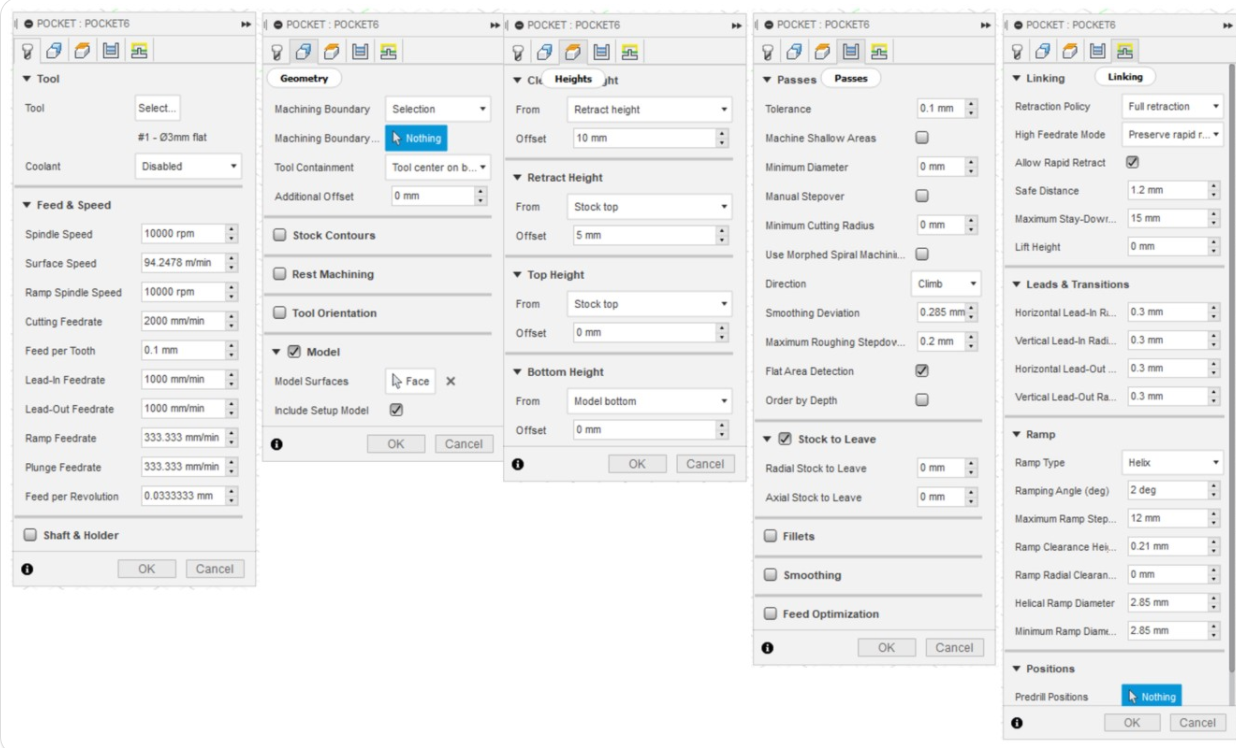 POCKET : POCKET6
Tool
Tool Select...
#1 - Ø3mm flat
Coolant Disabled
Feed & Speed
Spindle Speed 10000 rpm
Surface Speed 94.2478 m/min
Ramp Spindle Speed 10000 rpm
Cutting Feedrate 2000 mm/min
Feed per Tooth 0.1 mm
Lead-In Feedrate 1000 mm/min
Lead-Out Feedrate 1000 mm/min
Ramp Feedrate 333.333 mm/min
Plunge Feedrate 333.333 mm/min
Feed per Revolution 0.0333333 mm
Shaft & Holder
OK Cancel
POCKET : POCKET6
Geometry
Machining Boundary Selection
Machining Boundary... Nothing
Tool Containment Tool center on b...
Additional Offset 0 mm
Stock Contours
Rest Machining
Tool Orientation
Model
Model Surfaces Face
Include Setup Model
OK Cancel
POCKET : POCKET6
Heights
From Retract height
Offset 10 mm
Retract Height
From Stock top
Offset 5 mm
Top Height
From Stock top
Offset 0 mm
Bottom Height
From Model bottom
Offset 0 mm
OK Cancel
POCKET : POCKET6
Passes Passes
Tolerance 0.1 mm
Machine Shallow Areas
Minimum Diameter 0 mm
Manual Stepover
Minimum Cutting Radius 0 mm
Use Morphed Spiral Machini...
Direction Climb
Smoothing Deviation 0.285 mm
Maximum Roughing Stepdov... 0.2 mm
Flat Area Detection
Order by Depth
Stock to Leave
Radial Stock to Leave 0 mm
Axial Stock to Leave 0 mm
Fillets
Smoothing
Feed Optimization
OK Cancel
POCKET : POCKET6
Linking Linking
Retraction Policy Full retraction
High Feedrate Mode Preserve rapid r...
Allow Rapid Retract
Safe Distance 1.2 mm
Maximum Stay-Dowr... 15 mm
Lift Height 0 mm
Leads & Transitions
Horizontal Lead-In R... 0.3 mm
Vertical Lead-In Radi... 0.3 mm
Horizontal Lead-Out ... 0.3 mm
Vertical Lead-Out Ra... 0.3 mm
Ramp
Ramp Type Helix
Ramping Angle (deg) 2 deg
Maximum Ramp Step... 12 mm
Ramp Clearance Hei... 0.21 mm
Ramp Radial Clearan... 0 mm
Helical Ramp Diameter 2.85 mm
Minimum Ramp Diame... 2.85 mm
Positions
Predrill Positions Nothing
OK Cancel